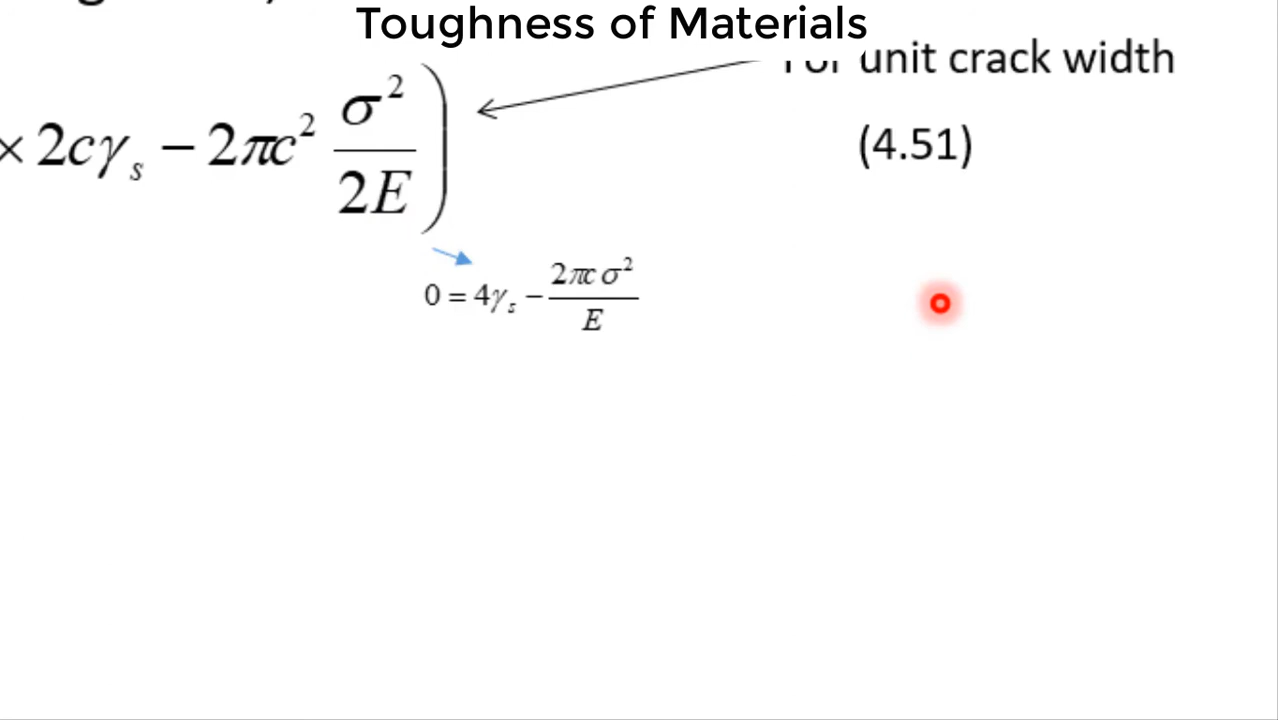 Toughness of Materials
unit crack width
× 2cγ_s − 2πc² σ²/2E )
(4.51)
0 = 4γ_s − 2πcσ²/E